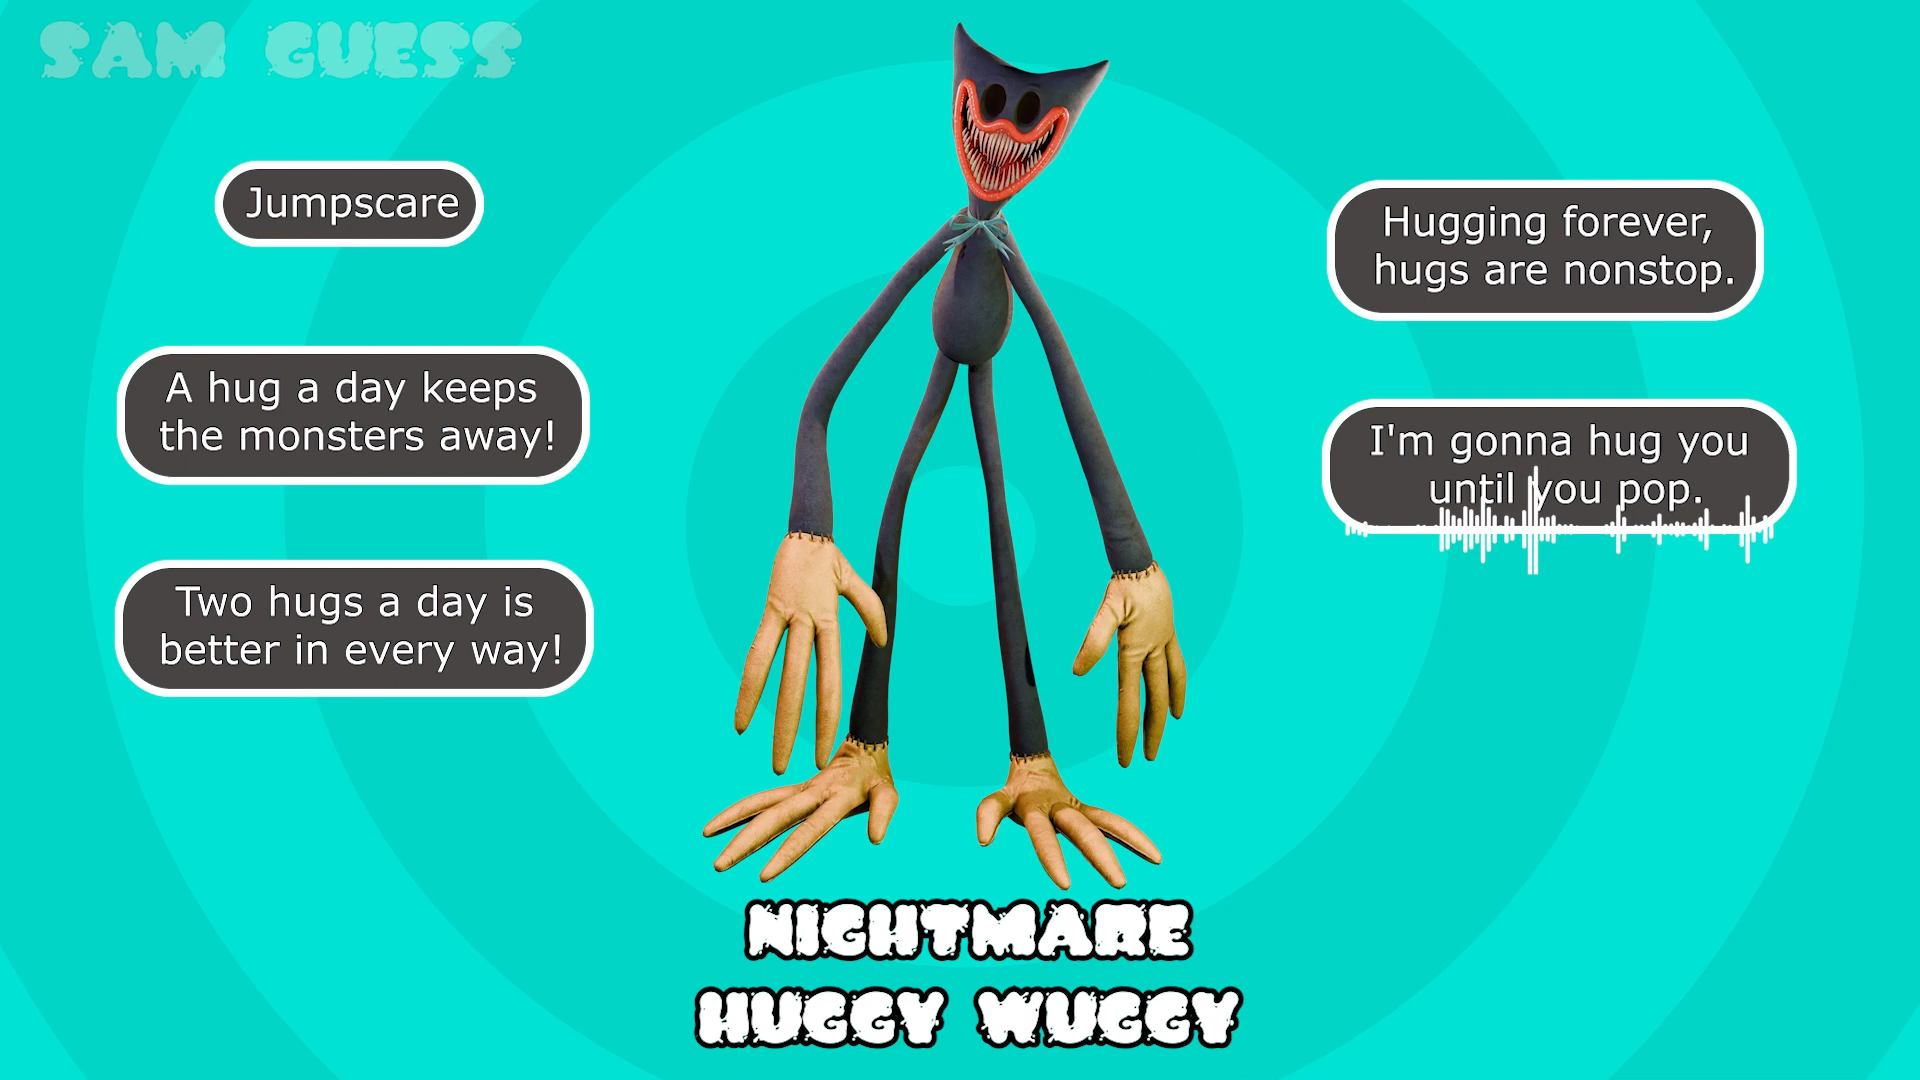 SAM GUESS
Jumpscare
A hug a day keeps
the monsters away!
Two hugs a day is
better in every way!
Hugging forever,
hugs are nonstop.
I'm gonna hug you
until you pop.
NIGHTMARE
HUGGY WUGGY